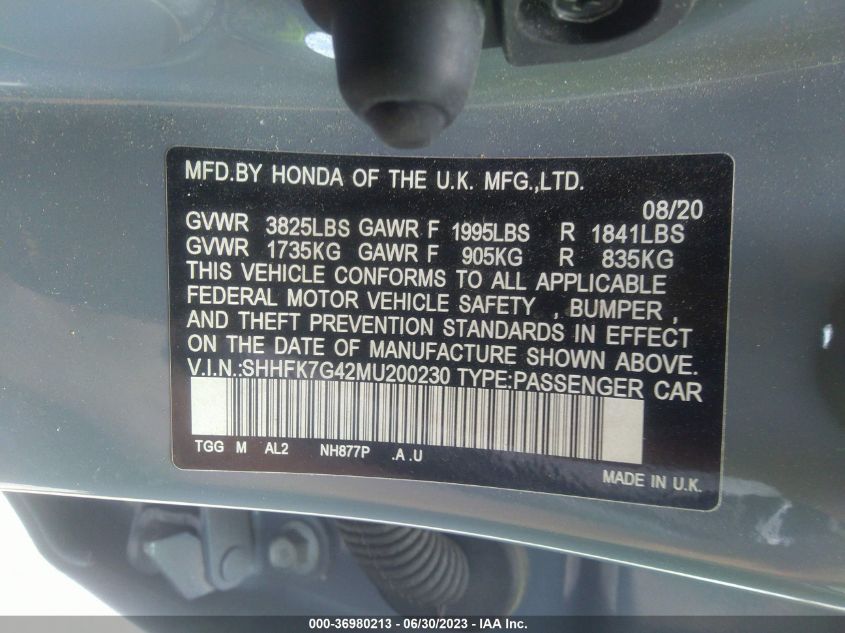 MFD.BY HONDA OF THE U.K. MFG.,LTD.
08/20
GVWR 3825LBS GAWR F 1995LBS R 1841LBS
GVWR 1735KG GAWR F 905KG R 835KG
THIS VEHICLE CONFORMS TO ALL APPLICABLE
FEDERAL MOTOR VEHICLE SAFETY , BUMPER ,
AND THEFT PREVENTION STANDARDS IN EFFECT
ON THE DATE OF MANUFACTURE SHOWN ABOVE.
V.I.N.:SHHFK7G42MU200230 TYPE:PASSENGER CAR
TGG M AL2 NH877P .A .U
MADE IN U.K.
000-36980213 - 06/30/2023 - IAA Inc.